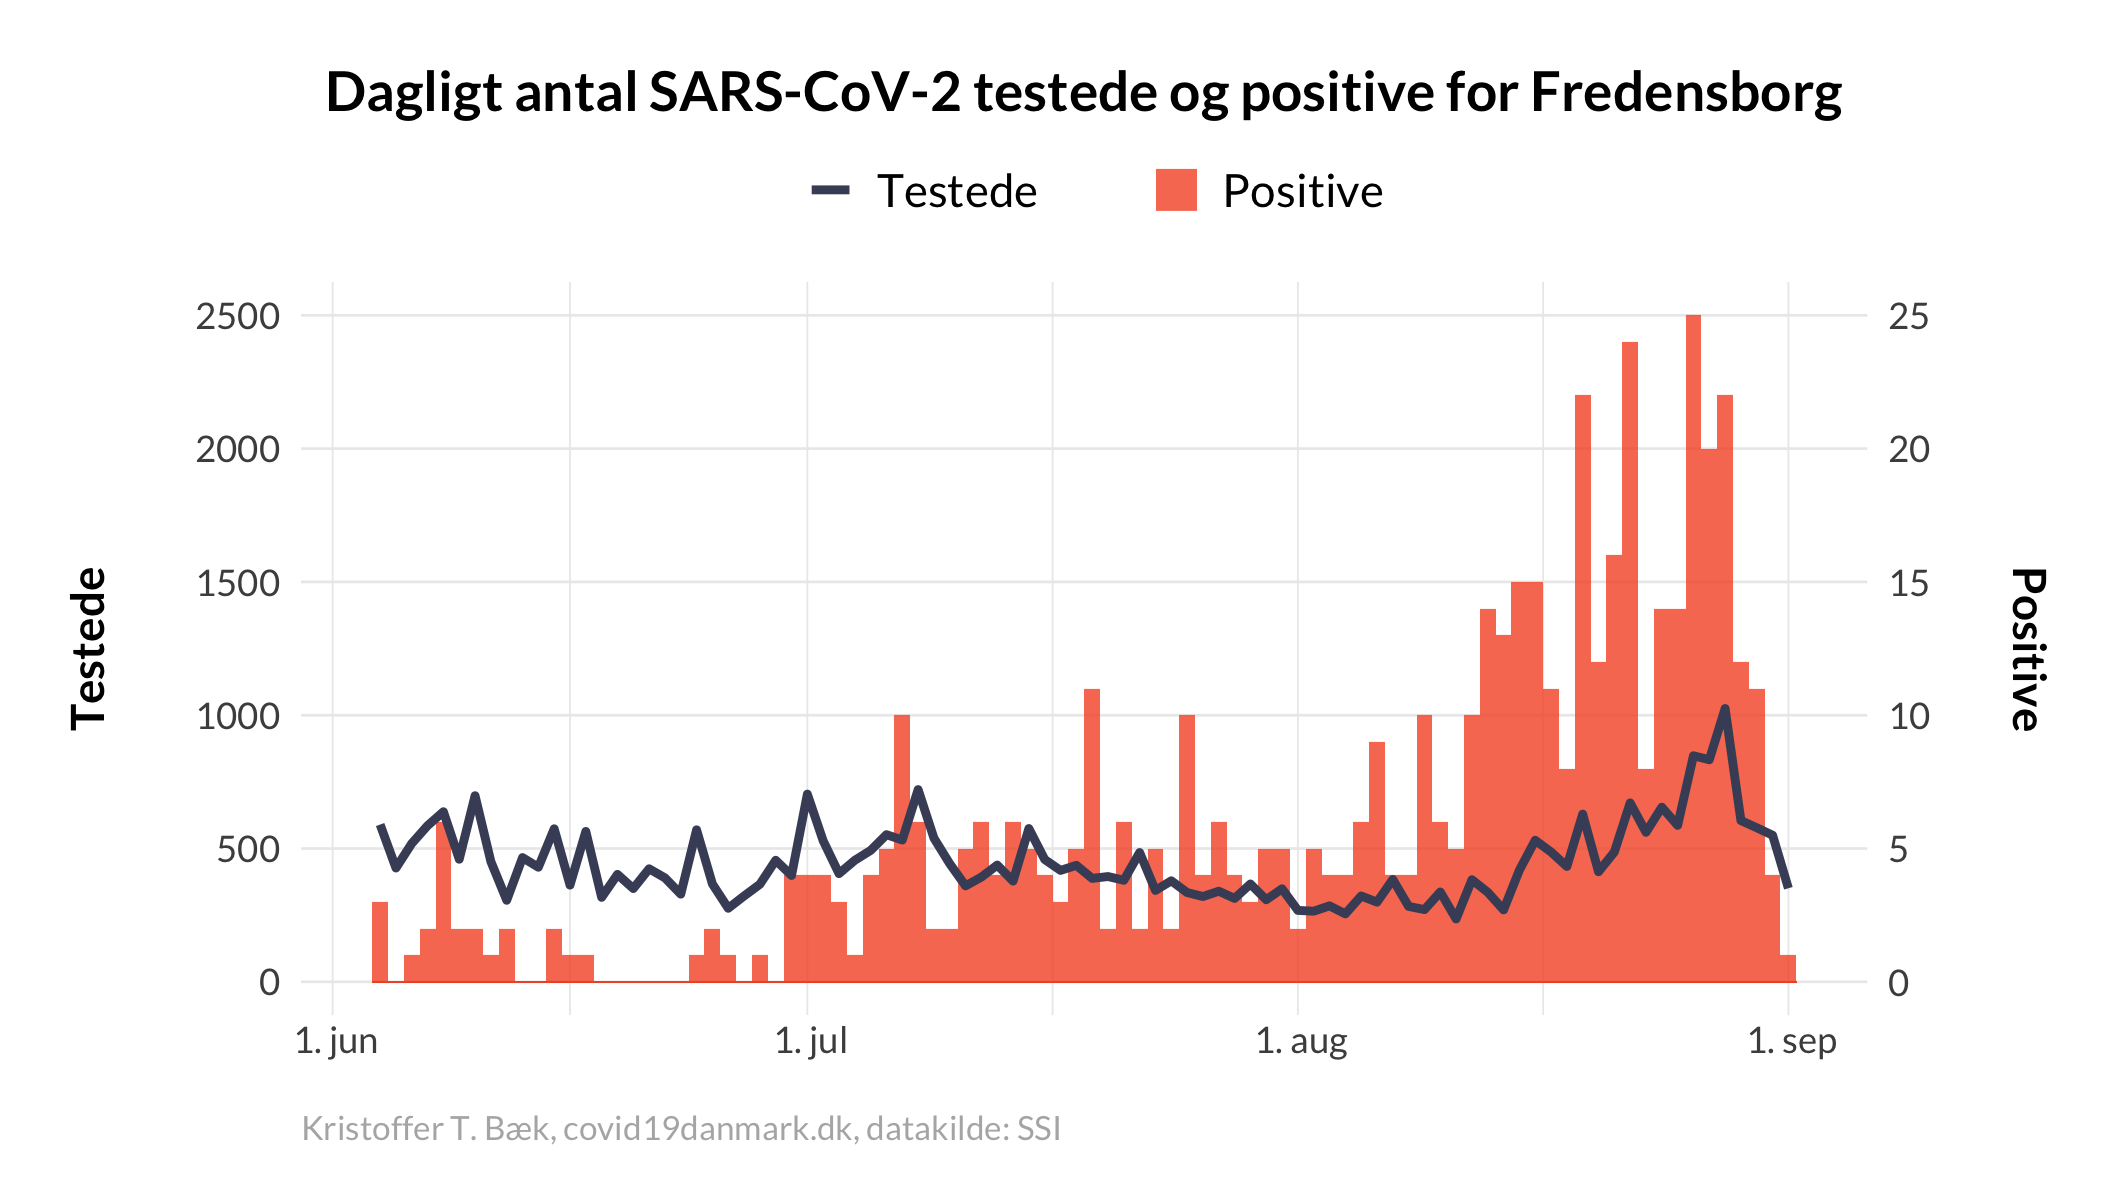 Dagligt antal SARS-CoV-2 testede og positive for Fredensborg
Testede Positive
2500 25
2000 20
1500 15
1000 10
500 5
0 0
Testede
Positive
1. jun 1. jul 1. aug 1. sep
Kristoffer T. Bæk, covid19danmark.dk, datakilde: SSI